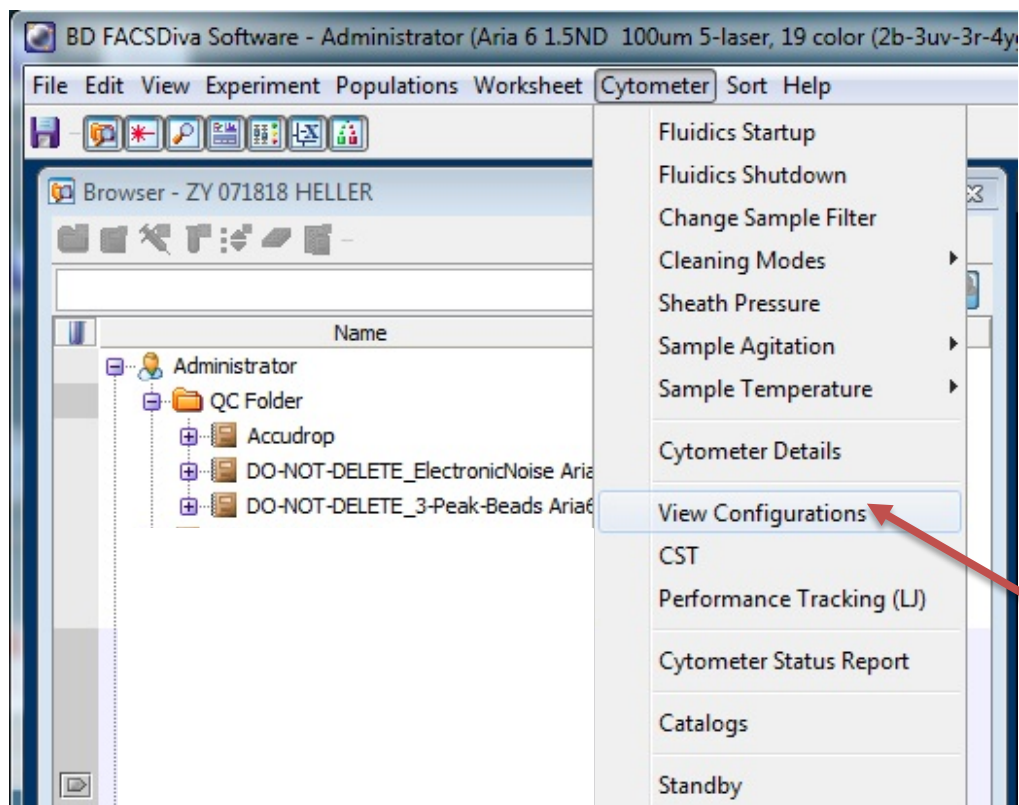 BD FACSDiva Software - Administrator (Aria 6 1.5ND 100um 5-laser, 19 color (2b-3uv-3r-4y
File Edit View Experiment Populations Worksheet Cytometer Sort Help
Browser - ZY 071818 HELLER
Name
Administrator
QC Folder
Accudrop
DO-NOT-DELETE_ElectronicNoise Aria
DO-NOT-DELETE_3-Peak-Beads Aria6
Fluidics Startup
Fluidics Shutdown
Change Sample Filter
Cleaning Modes
Sheath Pressure
Sample Agitation
Sample Temperature
Cytometer Details
View Configurations
CST
Performance Tracking (LJ)
Cytometer Status Report
Catalogs
Standby